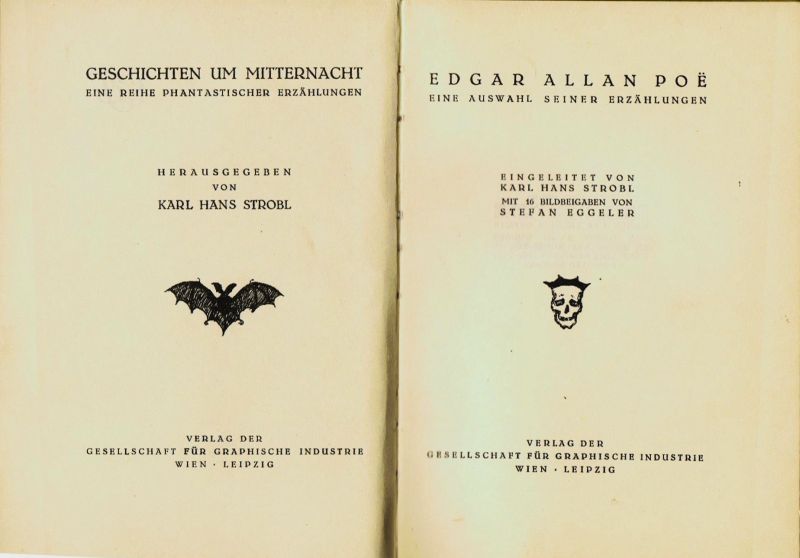 GESCHICHTEN UM MITTERNACHT
EINE REIHE PHANTASTISCHER ERZÄHLUNGEN
HERAUSGEGEBEN
VON
KARL HANS STROBL
VERLAG DER
GESELLSCHAFT FÜR GRAPHISCHE INDUSTRIE
WIEN · LEIPZIG
EDGAR ALLAN POË
EINE AUSWAHL SEINER ERZÄHLUNGEN
EINGELEITET VON
KARL HANS STROBL
MIT 16 BILDBEIGABEN VON
STEFAN EGGELER
VERLAG DER
GESELLSCHAFT FÜR GRAPHISCHE INDUSTRIE
WIEN · LEIPZIG